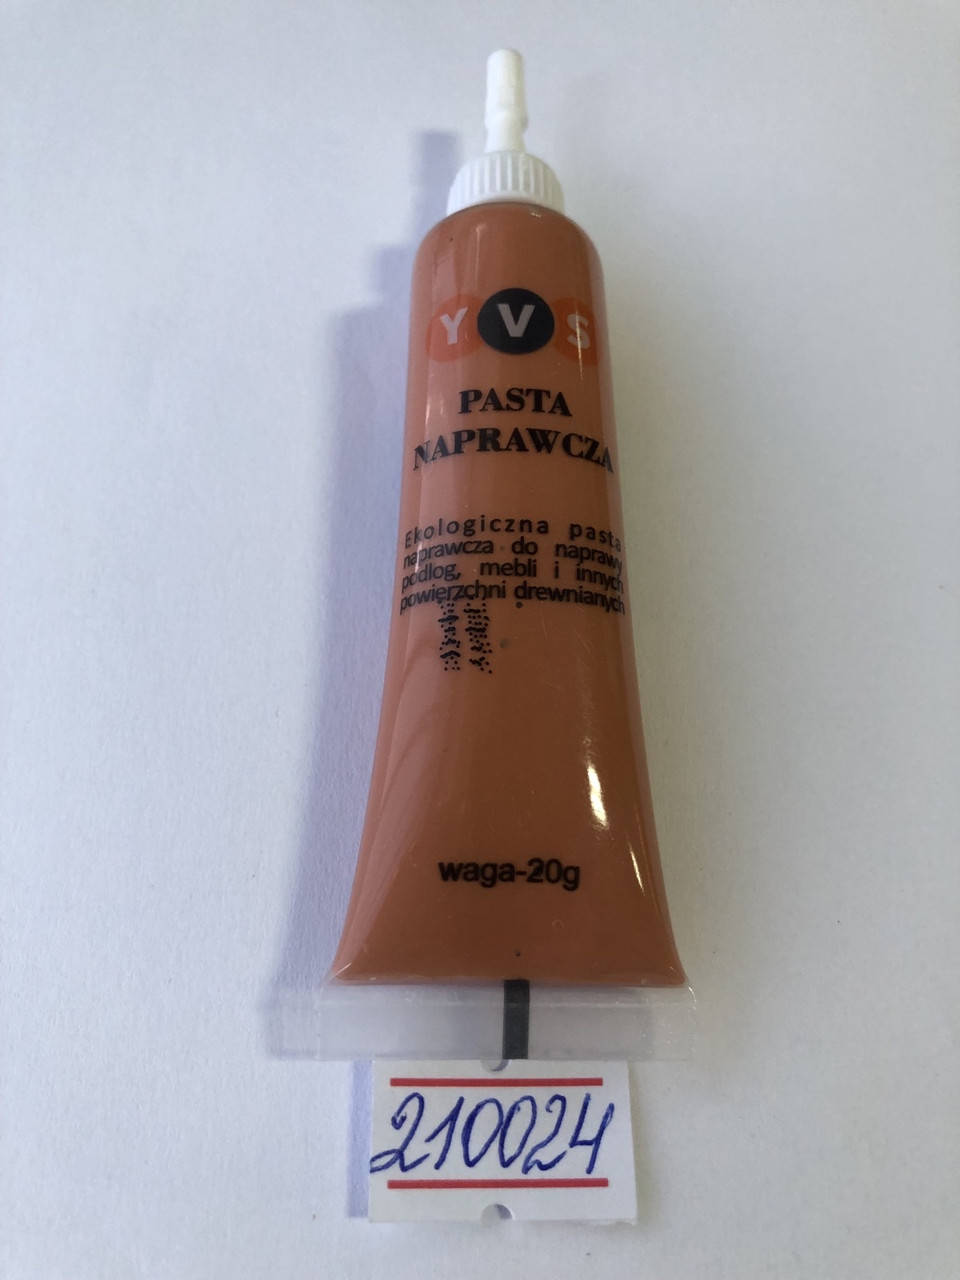 YVS
PASTA
NAPRAWCZA
Ekologiczna pasta
naprawcza do naprawy
podlog, mebli i innych
powierzchni drewnianych
waga-20g
210024